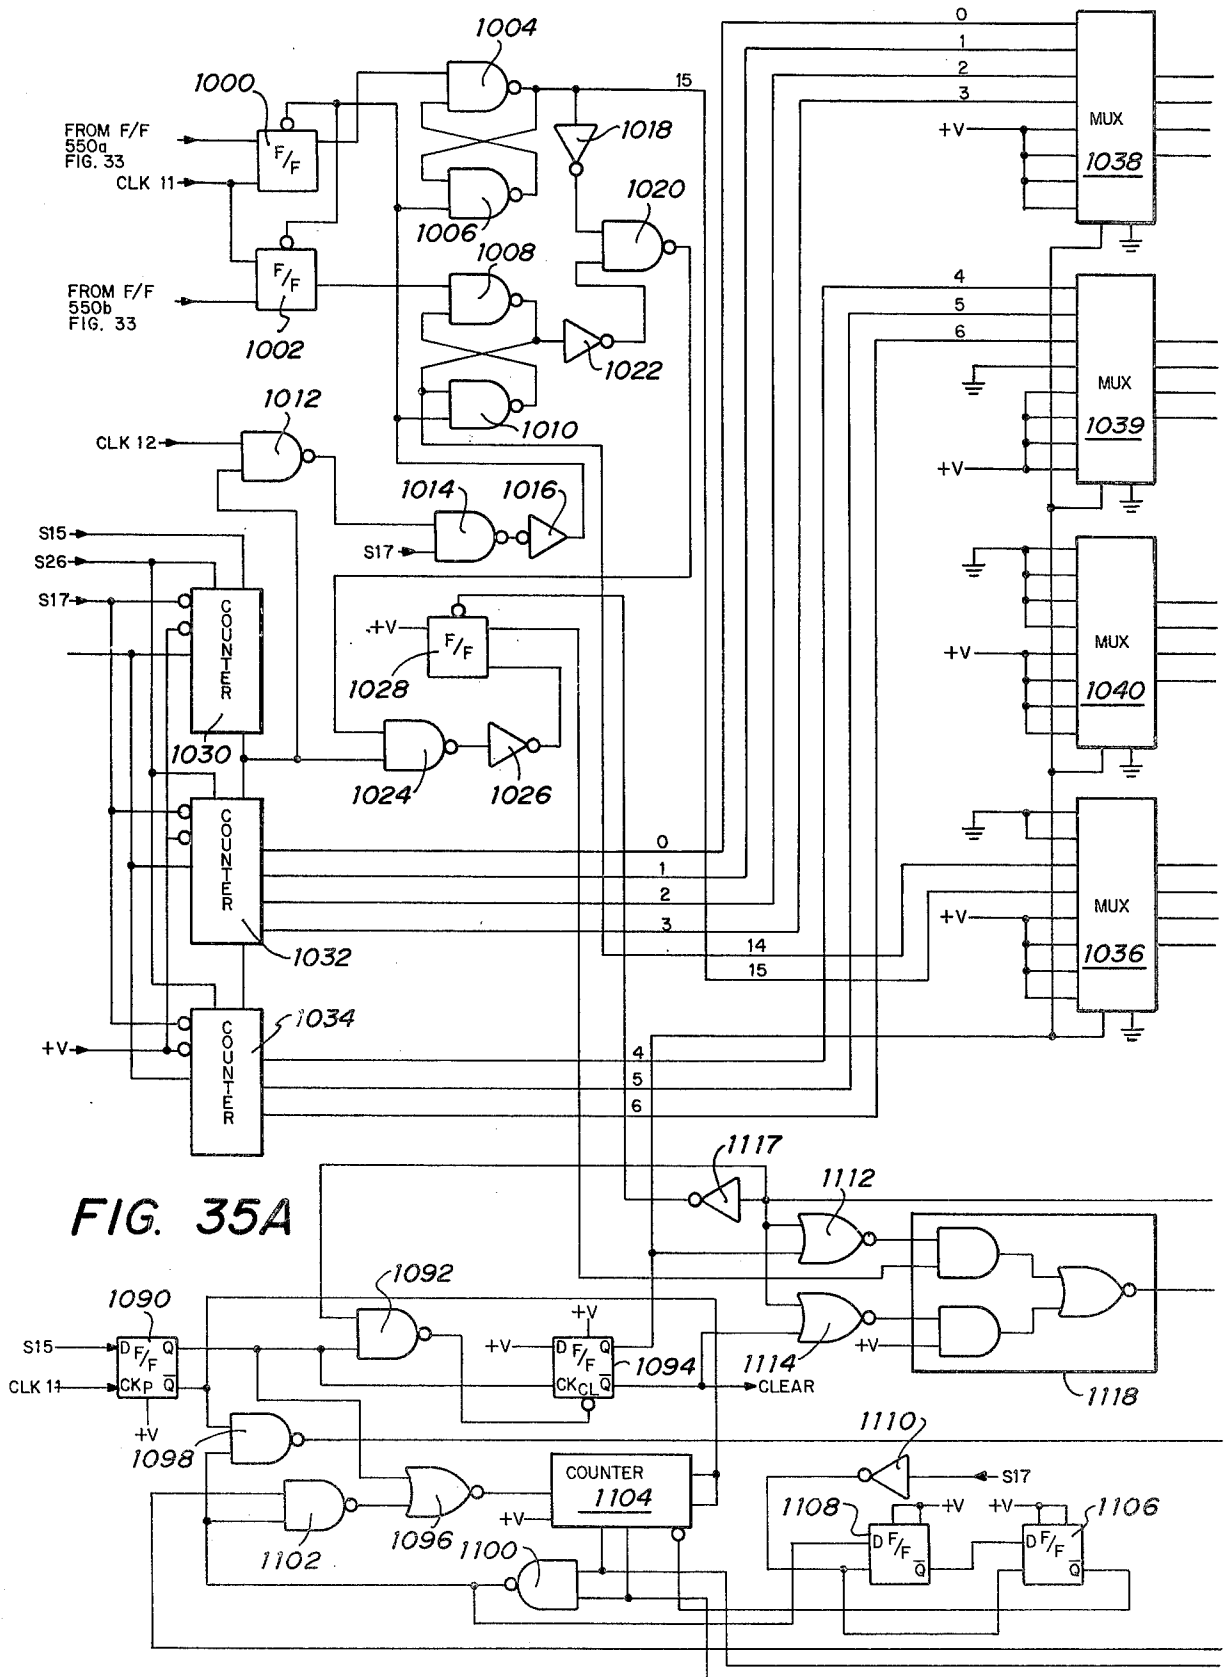 1004
0
1
2
3
15
1000
FROM F/F
550a
FIG. 33
F/F
CLK 11
1018
+V
MUX
1038
1006
1020
1008
F/F
FROM F/F
550b
FIG. 33
1002
1022
4
5
6
MUX
1039
+V
1012
1010
CLK 12
1014
1016
S17
S15
S26
S17
COUNTER
1030
+V
F/F
1028
+V
MUX
1040
1024
1026
COUNTER
1032
0
1
2
3
14
15
+V
MUX
1036
COUNTER
1034
+V
4
5
6
FIG. 35A
1117
1112
1090
1092
+V
S15
D F/F Q
CLK 11
CKP Q
+V
+V
D F/F Q
CK CL Q
1094
1114
+V
CLEAR
1118
1098
1110
S17
COUNTER
1104
+V
1102
1096
1100
1108
+V
D F/F
Q
+V
1106
D F/F
Q